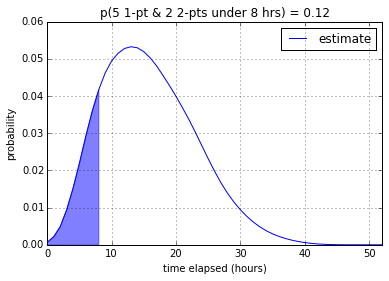 p(5 1-pt & 2 2-pts under 8 hrs) = 0.12
estimate
probability
0.06
0.05
0.04
0.03
0.02
0.01
0.00
0 10 20 30 40 50
time elapsed (hours)